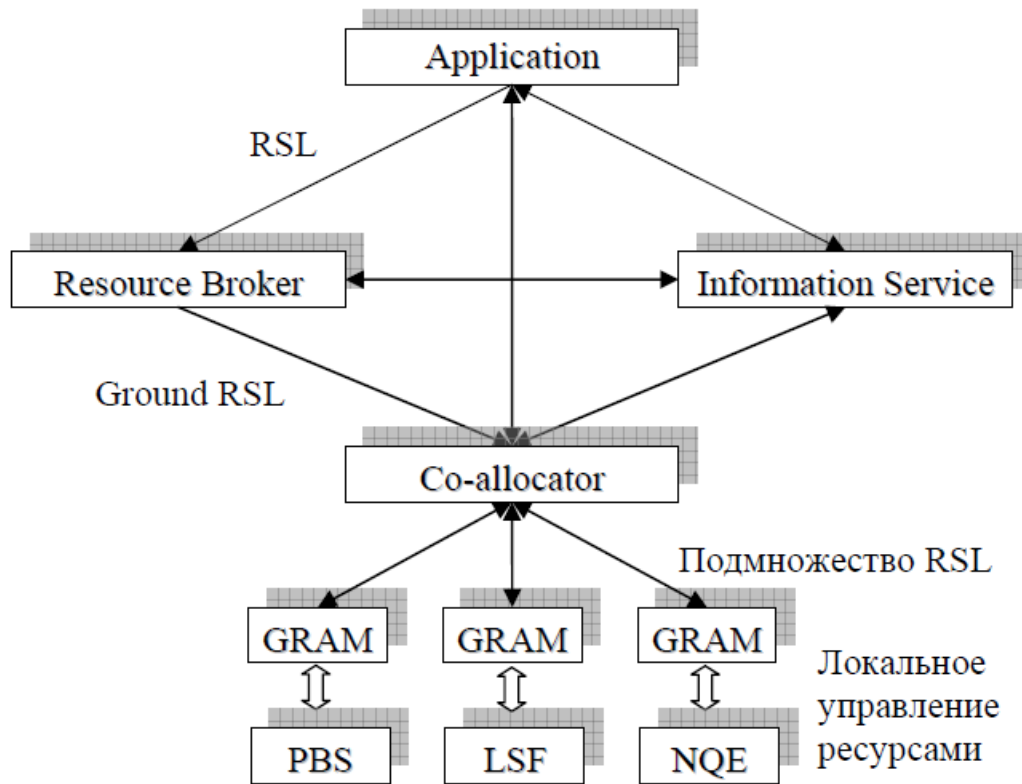 Application
RSL
Resource Broker
Information Service
Ground RSL
Co-allocator
Подмножество RSL
GRAM
GRAM
GRAM
Локальное
управление
ресурсами
PBS
LSF
NQE